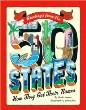 Greetings from the
50
STATES
How They Got Their Names